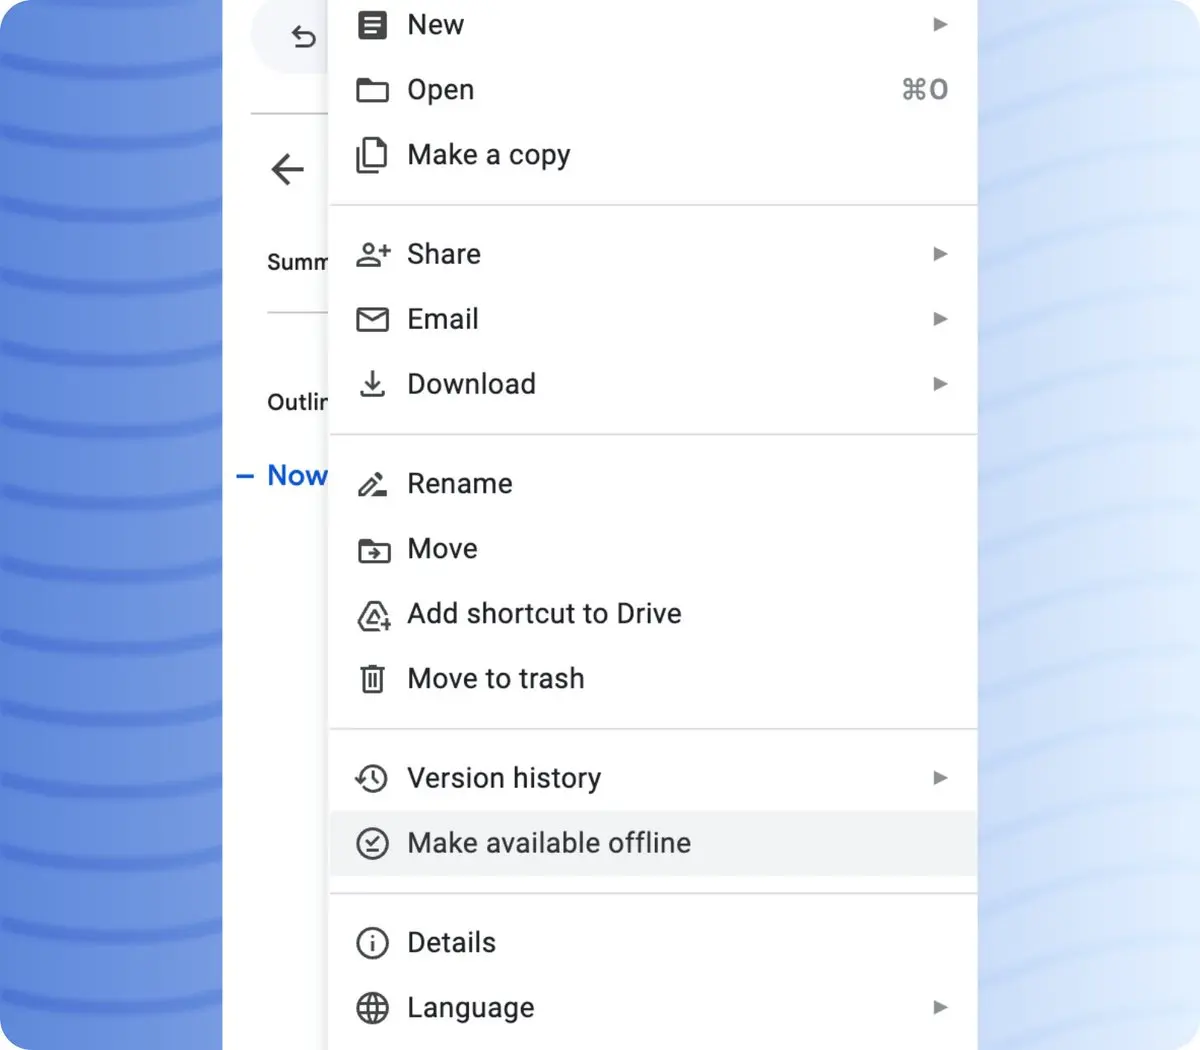 New
Open ⌘O
Make a copy
Summ
Share
Email
Download
Outlin
– Now
Rename
Move
Add shortcut to Drive
Move to trash
Version history
Make available offline
Details
Language